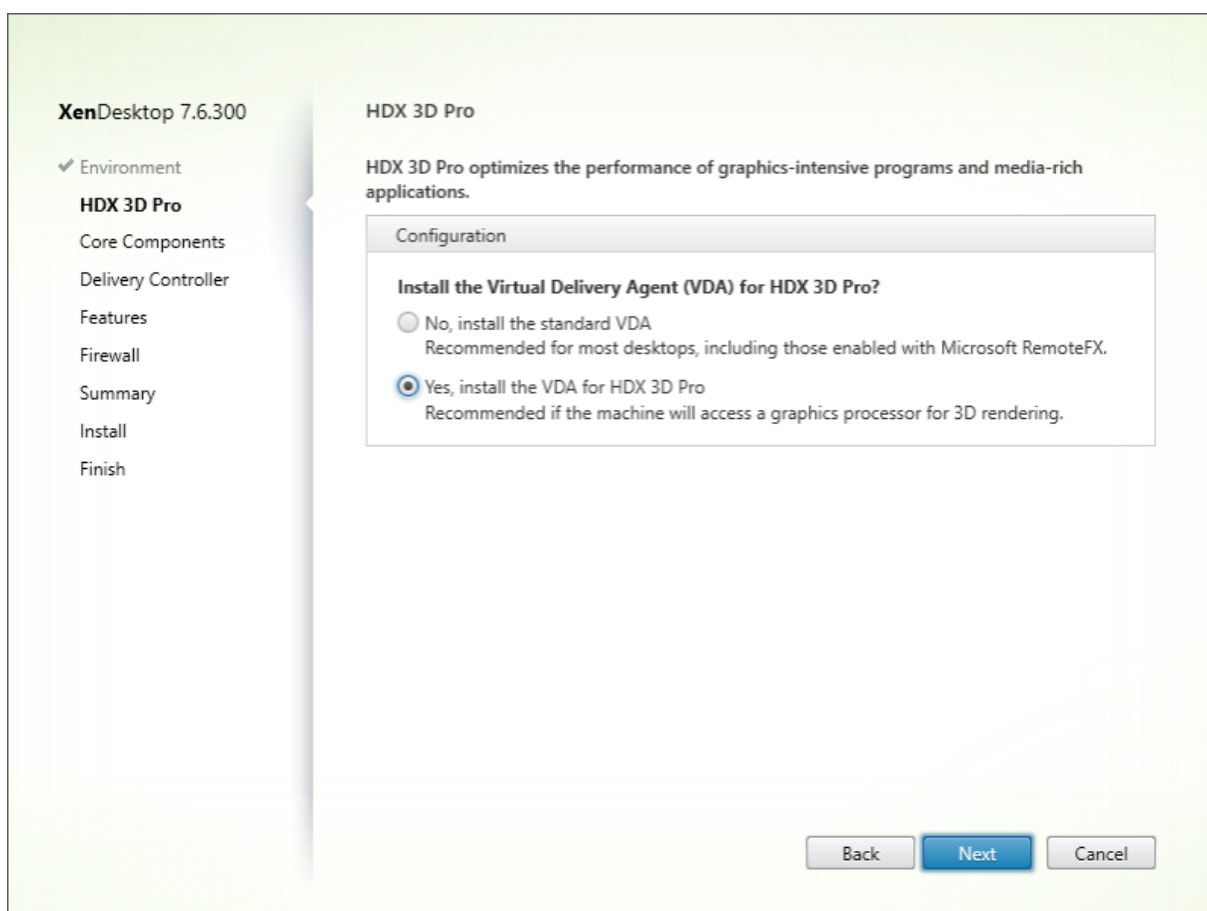 XenDesktop 7.6.300
Environment
HDX 3D Pro
Core Components
Delivery Controller
Features
Firewall
Summary
Install
Finish
HDX 3D Pro
HDX 3D Pro optimizes the performance of graphics-intensive programs and media-rich
applications.
Configuration
Install the Virtual Delivery Agent (VDA) for HDX 3D Pro?
No, install the standard VDA
Recommended for most desktops, including those enabled with Microsoft RemoteFX.
Yes, install the VDA for HDX 3D Pro
Recommended if the machine will access a graphics processor for 3D rendering.
Back
Next
Cancel